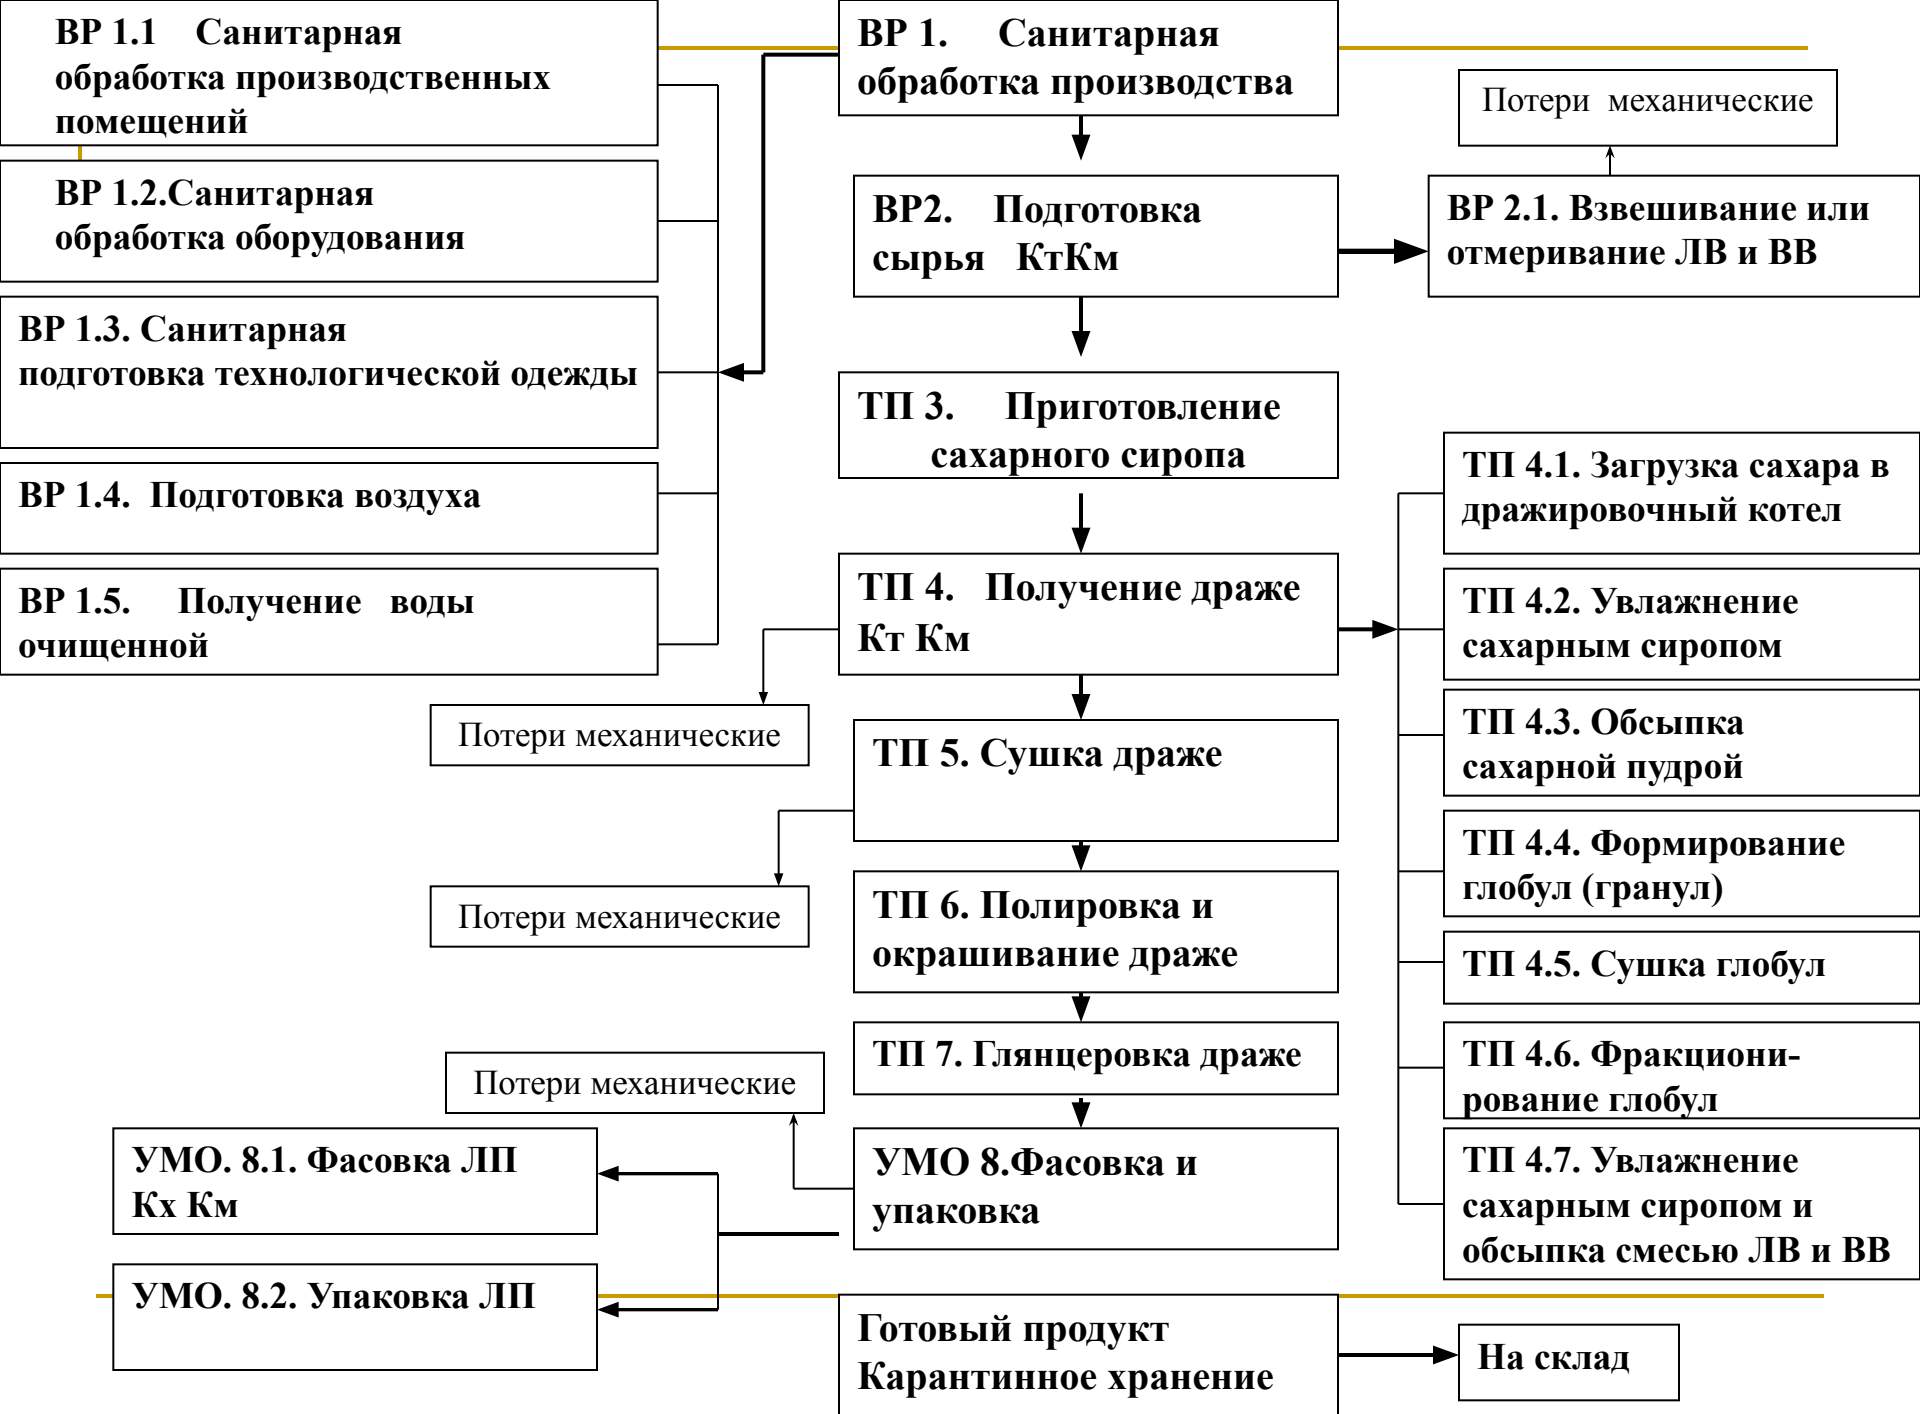 ВР 1.1 Санитарная
обработка производственных
помещений
ВР 1.2.Санитарная
обработка оборудования
ВР 1.3. Санитарная
подготовка технологической одежды
ВР 1.4. Подготовка воздуха
ВР 1.5. Получение воды
очищенной
ВР 1. Санитарная
обработка производства
ВР2. Подготовка
сырья КтКм
Потери механические
ВР 2.1. Взвешивание или
отмеривание ЛВ и ВВ
ТП 3. Приготовление
сахарного сиропа
ТП 4. Получение драже
Кт Км
Потери механические
ТП 4.1. Загрузка сахара в
дражировочный котел
ТП 4.2. Увлажнение
сахарным сиропом
ТП 4.3. Обсыпка
сахарной пудрой
ТП 4.4. Формирование
глобул (гранул)
ТП 4.5. Сушка глобул
ТП 4.6. Фракциони-
рование глобул
ТП 4.7. Увлажнение
сахарным сиропом и
обсыпка смесью ЛВ и ВВ
ТП 5. Сушка драже
Потери механические
ТП 6. Полировка и
окрашивание драже
ТП 7. Глянцеровка драже
Потери механические
УМО 8.Фасовка и
упаковка
УМО. 8.1. Фасовка ЛП
Кх Км
УМО. 8.2. Упаковка ЛП
Готовый продукт
Карантинное хранение
На склад